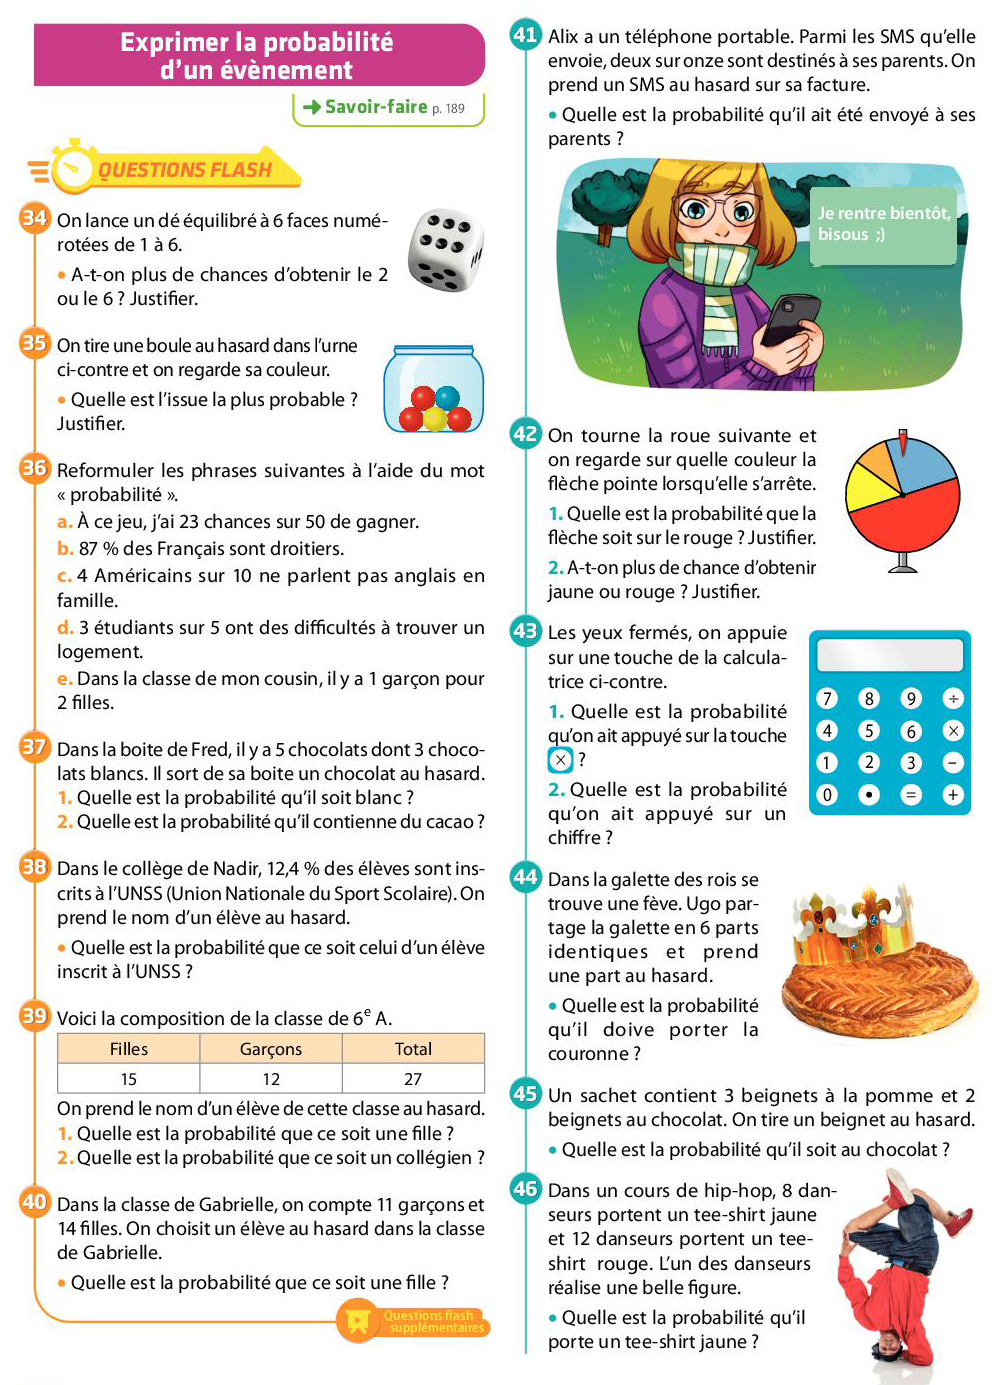 Exprimer la probabilité
d'un évènement
➜ Savoir-faire p. 189
QUESTIONS FLASH
34 On lance un dé équilibré à 6 faces numé-
rotées de 1 à 6.
• A-t-on plus de chances d'obtenir le 2
ou le 6 ? Justifier.
35 On tire une boule au hasard dans l'urne
ci-contre et on regarde sa couleur.
• Quelle est l'issue la plus probable ?
Justifier.
36 Reformuler les phrases suivantes à l'aide du mot
« probabilité ».
a. À ce jeu, j'ai 23 chances sur 50 de gagner.
b. 87 % des Français sont droitiers.
c. 4 Américains sur 10 ne parlent pas anglais en
famille.
d. 3 étudiants sur 5 ont des difficultés à trouver un
logement.
e. Dans la classe de mon cousin, il y a 1 garçon pour
2 filles.
37 Dans la boite de Fred, il y a 5 chocolats dont 3 choco-
lats blancs. Il sort de sa boite un chocolat au hasard.
1. Quelle est la probabilité qu'il soit blanc ?
2. Quelle est la probabilité qu'il contienne du cacao ?
38 Dans le collège de Nadir, 12,4 % des élèves sont ins-
crits à l'UNSS (Union Nationale du Sport Scolaire). On
prend le nom d'un élève au hasard.
• Quelle est la probabilité que ce soit celui d'un élève
inscrit à l'UNSS ?
39 Voici la composition de la classe de 6e A.
Filles Garçons Total
15 12 27
On prend le nom d'un élève de cette classe au hasard.
1. Quelle est la probabilité que ce soit une fille ?
2. Quelle est la probabilité que ce soit un collégien ?
40 Dans la classe de Gabrielle, on compte 11 garçons et
14 filles. On choisit un élève au hasard dans la classe
de Gabrielle.
• Quelle est la probabilité que ce soit une fille ?
Questions flash
supplémentaires
41 Alix a un téléphone portable. Parmi les SMS qu'elle
envoie, deux sur onze sont destinés à ses parents. On
prend un SMS au hasard sur sa facture.
• Quelle est la probabilité qu'il ait été envoyé à ses
parents ?
Je rentre bientôt,
bisous ;)
42 On tourne la roue suivante et
on regarde sur quelle couleur la
flèche pointe lorsqu'elle s'arrête.
1. Quelle est la probabilité que la
flèche soit sur le rouge ? Justifier.
2. A-t-on plus de chance d'obtenir
jaune ou rouge ? Justifier.
43 Les yeux fermés, on appuie
sur une touche de la calcula-
trice ci-contre.
1. Quelle est la probabilité
qu'on ait appuyé sur la touche
× ?
2. Quelle est la probabilité
qu'on ait appuyé sur un
chiffre ?
7 8 9 ÷
4 5 6 ×
1 2 3 −
0 • = +
44 Dans la galette des rois se
trouve une fève. Ugo par-
tage la galette en 6 parts
identiques et prend
une part au hasard.
• Quelle est la probabilité
qu'il doive porter la
couronne ?
45 Un sachet contient 3 beignets à la pomme et 2
beignets au chocolat. On tire un beignet au hasard.
• Quelle est la probabilité qu'il soit au chocolat ?
46 Dans un cours de hip-hop, 8 dan-
seurs portent un tee-shirt jaune
et 12 danseurs portent un tee-
shirt rouge. L'un des danseurs
réalise une belle figure.
• Quelle est la probabilité qu'il
porte un tee-shirt jaune ?